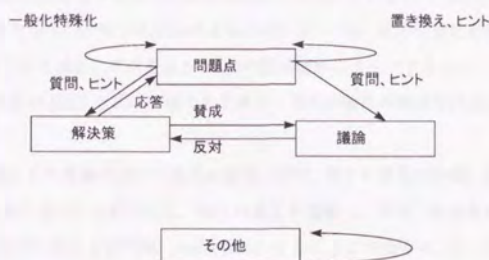 一般化特殊化
置き換え、ヒント
問題点
質問、ヒント
応答
質問、ヒント
賛成
解決策
議論
反対
その他